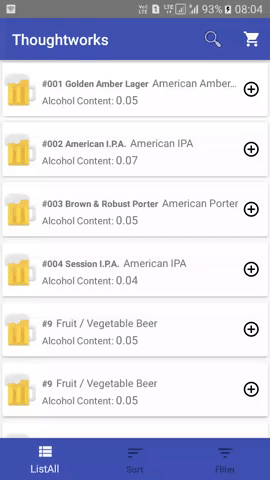 93% 08:04
Thoughtworks
#001 Golden Amber Lager American Amber...
Alcohol Content: 0.05
#002 American I.P.A. American IPA
Alcohol Content: 0.07
#003 Brown & Robust Porter American Porter
Alcohol Content: 0.05
#004 Session I.P.A. American IPA
Alcohol Content: 0.04
#9 Fruit / Vegetable Beer
Alcohol Content: 0.05
#9 Fruit / Vegetable Beer
Alcohol Content: 0.05
ListAll Sort Filter